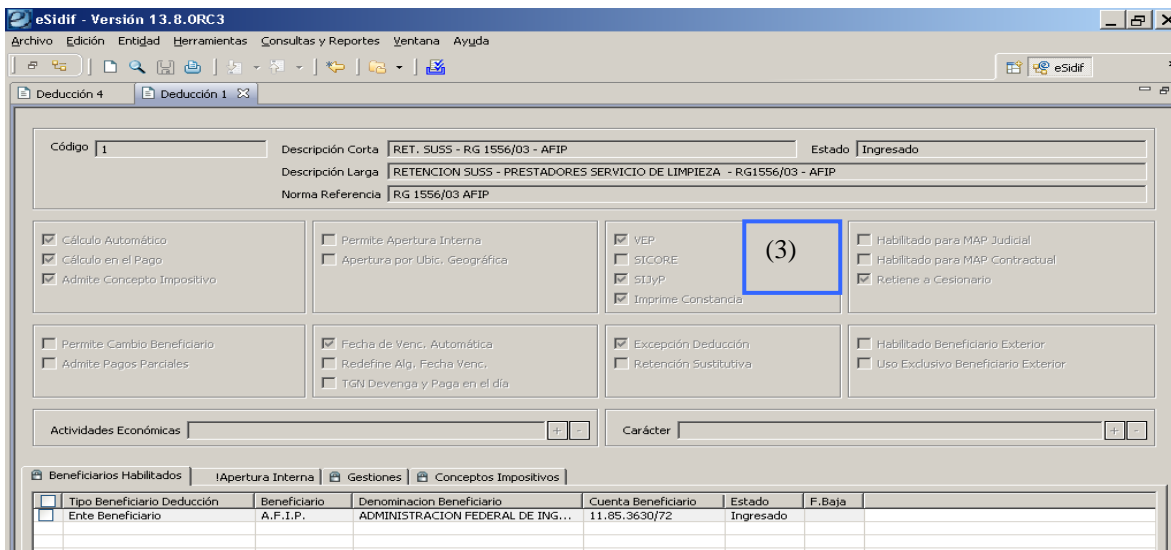 eSidif - Versión 13.8.0RC3
Archivo Edición Entidad Herramientas Consultas y Reportes Ventana Ayuda
eSidif
Deducción 4 Deducción 1
Código 1 Descripción Corta RET. SUSS - RG 1556/03 - AFIP Estado Ingresado
Descripción Larga RETENCION SUSS - PRESTADORES SERVICIO DE LIMPIEZA - RG1556/03 - AFIP
Norma Referencia RG 1556/03 AFIP
Cálculo Automático Permite Apertura Interna VEP (3) Habilitado para MAP Judicial
Cálculo en el Pago Apertura por Ubic. Geográfica SICORE Habilitado para MAP Contractual
Admite Concepto Impositivo SIJyP Retiene a Cesionario
Imprime Constancia
Permite Cambio Beneficiario Fecha de Venc. Automática Excepción Deducción Habilitado Beneficiario Exterior
Admite Pagos Parciales Redefine Alg. Fecha Venc. Retención Sustitutiva Uso Exclusivo Beneficiario Exterior
TGN Devenga y Paga en el día
Actividades Económicas + - Carácter + -
Beneficiarios Habilitados !Apertura Interna Gestiones Conceptos Impositivos
Tipo Beneficiario Deducción Beneficiario Denominacion Beneficiario Cuenta Beneficiario Estado F.Baja
Ente Beneficiario A.F.I.P. ADMINISTRACION FEDERAL DE ING... 11.85.3630/72 Ingresado